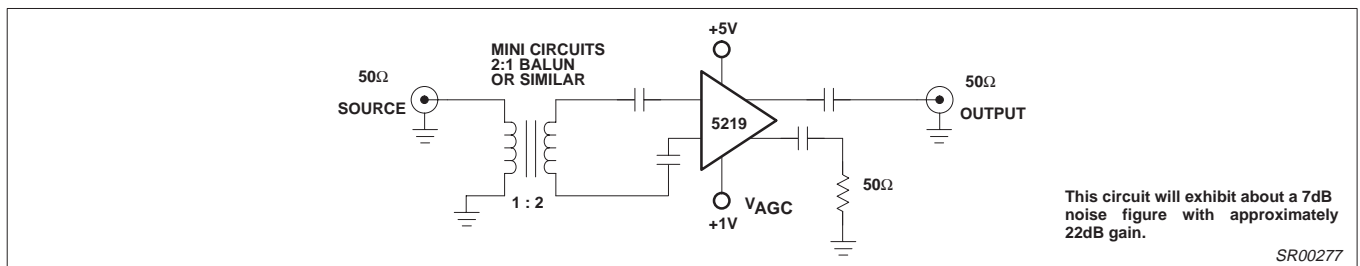 +5V
MINI CIRCUITS
2:1 BALUN
OR SIMILAR
50Ω
SOURCE
50Ω
OUTPUT
5219
50Ω
1 : 2
VAGC
+1V
This circuit will exhibit about a 7dB
noise figure with approximately
22dB gain.
SR00277